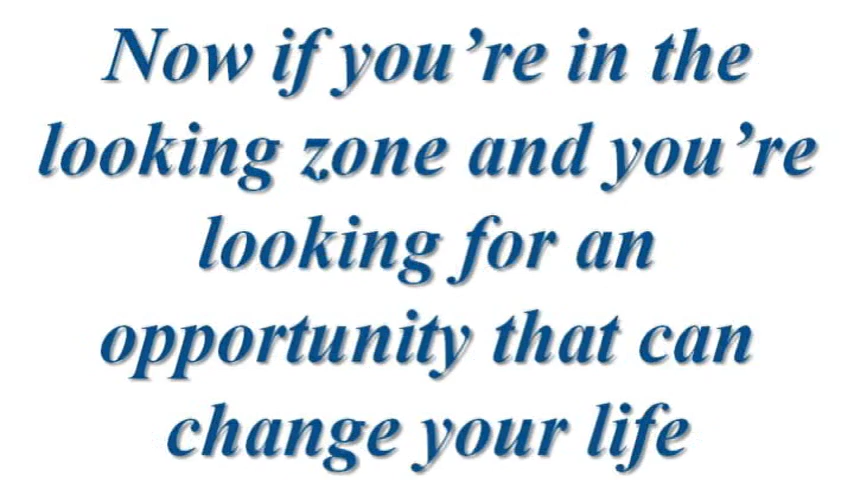 Now if you’re in the
looking zone and you’re
looking for an
opportunity that can
change your life